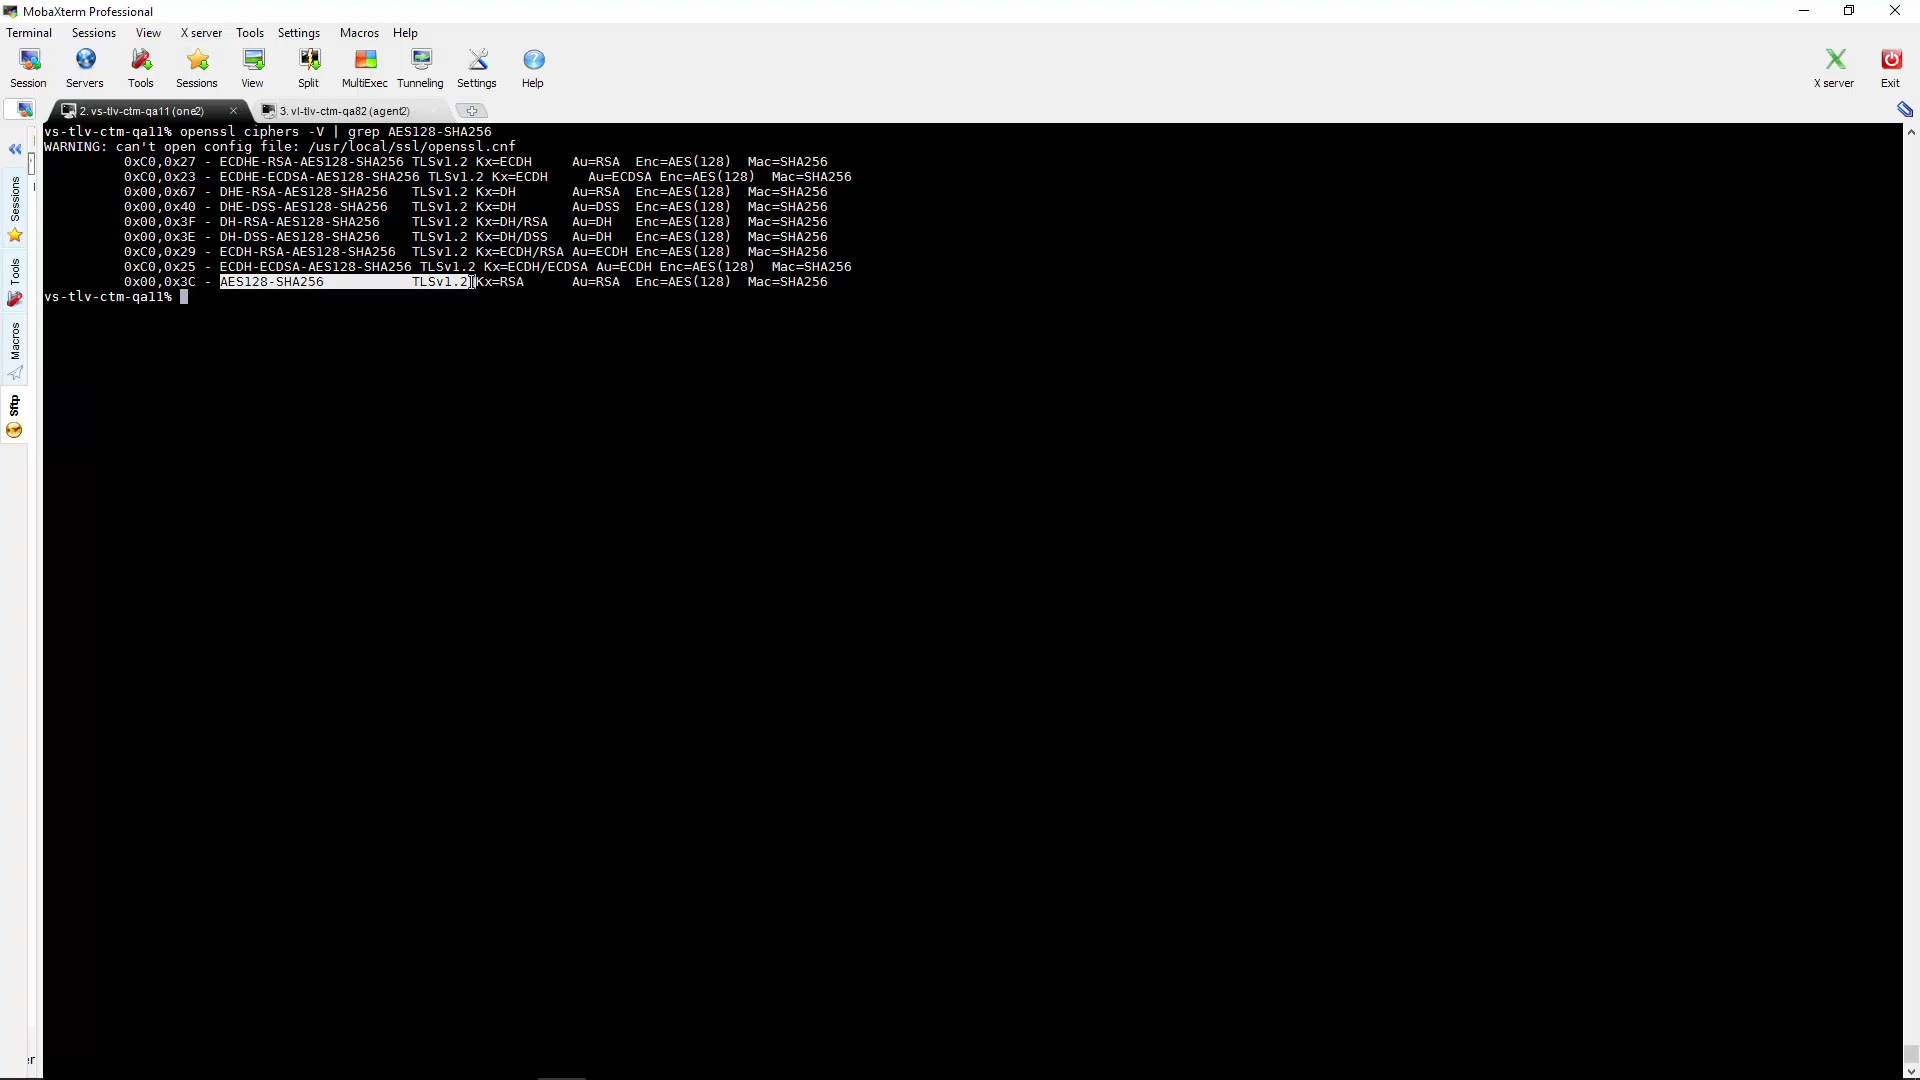 MobaXterm Professional
Terminal Sessions View X server Tools Settings Macros Help
Session Servers Tools Sessions View Split MultiExec Tunneling Settings Help X server Exit
2. vs-tlv-ctm-qa11 (one2) 3. vl-tlv-ctm-qa82 (agent2)
vs-tlv-ctm-qa11% openssl ciphers -V | grep AES128-SHA256
WARNING: can't open config file: /usr/local/ssl/openssl.cnf
0xC0,0x27 - ECDHE-RSA-AES128-SHA256 TLSv1.2 Kx=ECDH Au=RSA Enc=AES(128) Mac=SHA256
0xC0,0x23 - ECDHE-ECDSA-AES128-SHA256 TLSv1.2 Kx=ECDH Au=ECDSA Enc=AES(128) Mac=SHA256
0x00,0x67 - DHE-RSA-AES128-SHA256 TLSv1.2 Kx=DH Au=RSA Enc=AES(128) Mac=SHA256
0x00,0x40 - DHE-DSS-AES128-SHA256 TLSv1.2 Kx=DH Au=DSS Enc=AES(128) Mac=SHA256
0x00,0x3F - DH-RSA-AES128-SHA256 TLSv1.2 Kx=DH/RSA Au=DH Enc=AES(128) Mac=SHA256
0x00,0x3E - DH-DSS-AES128-SHA256 TLSv1.2 Kx=DH/DSS Au=DH Enc=AES(128) Mac=SHA256
0xC0,0x29 - ECDH-RSA-AES128-SHA256 TLSv1.2 Kx=ECDH/RSA Au=ECDH Enc=AES(128) Mac=SHA256
0xC0,0x25 - ECDH-ECDSA-AES128-SHA256 TLSv1.2 Kx=ECDH/ECDSA Au=ECDH Enc=AES(128) Mac=SHA256
0x00,0x3C - AES128-SHA256 TLSv1.2 Kx=RSA Au=RSA Enc=AES(128) Mac=SHA256
vs-tlv-ctm-qa11%
Sessions
Tools
Macros
Sftp